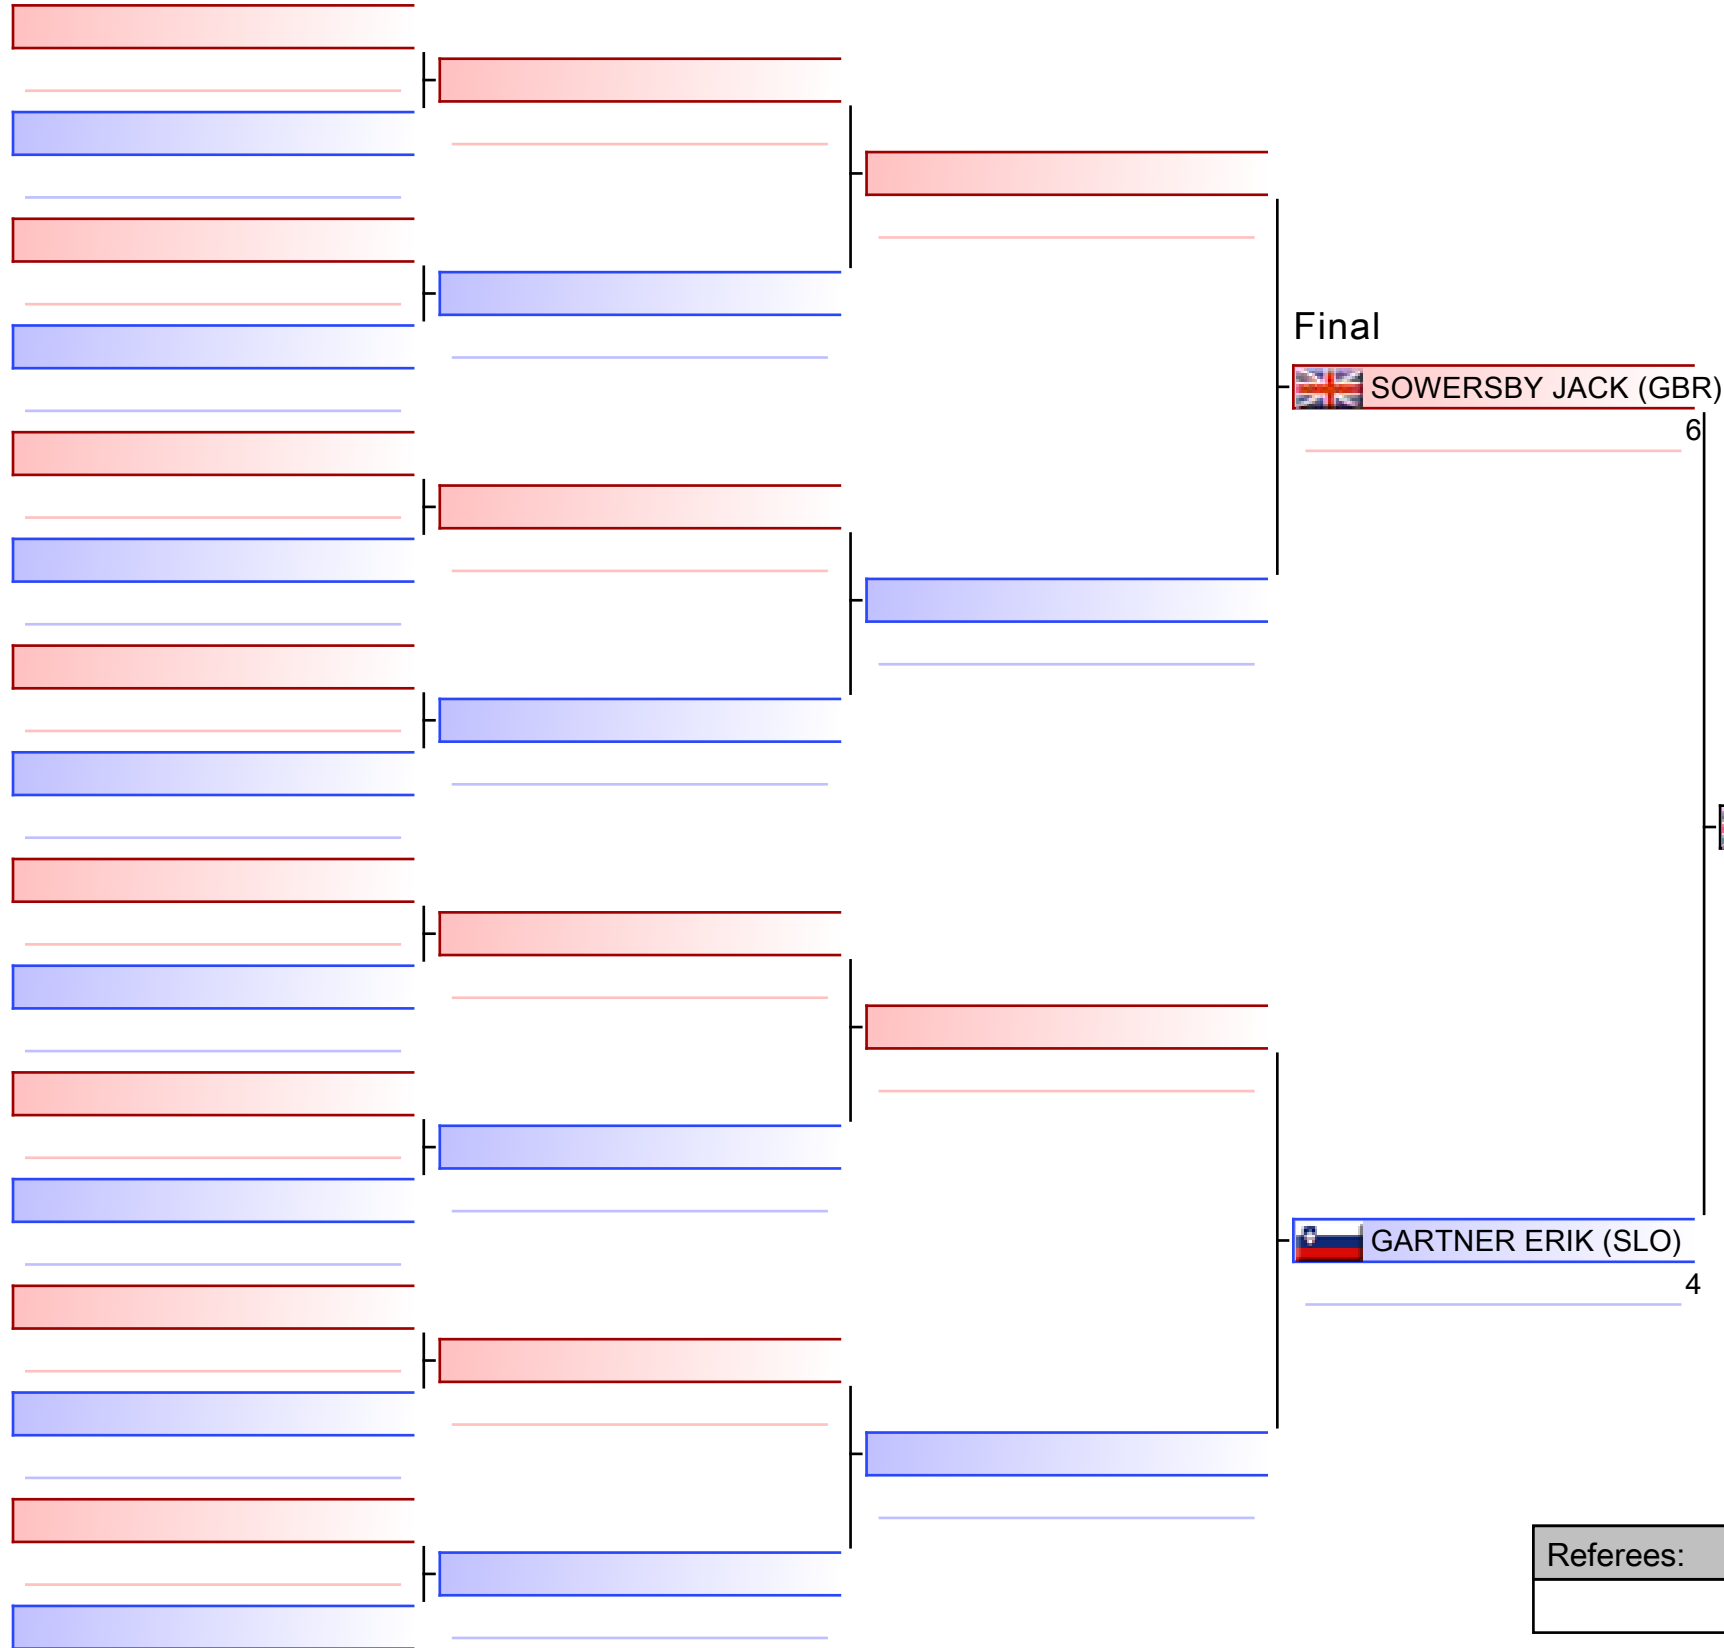 Final
SOWERSBY JACK (GBR)
6
GARTNER ERIK (SLO)
4
Referees: